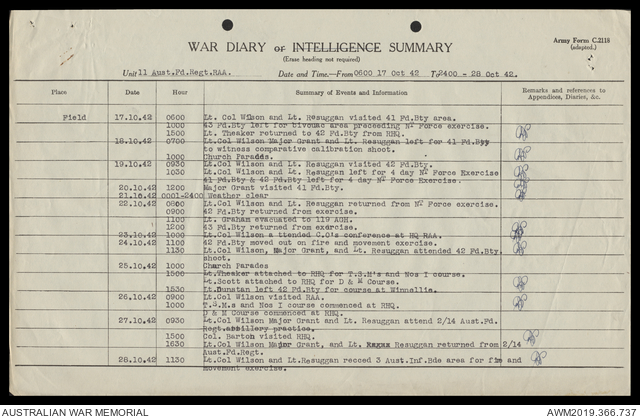 Army Form C.2118
(adapted.)
WAR DIARY OF INTELLIGENCE SUMMARY
(Erase heading not required)
Unit 11 Aust.Fd.Regt.RAA. Date and Time.—From 0600 17 Oct 42 To 2400 - 28 Oct 42.
Place Date Hour Summary of Events and Information Remarks and references to Appendices, Diaries, &c.
Field 17.10.42 0600 Lt. Col Wilson and Lt. Resuggan visited 41 Fd.Bty area.
1000 43 Fd.Bty left for bivouac area preceeding N- Force exercise.
1500 Lt. Theaker returned to 42 Fd.Bty from RHQ.
18.10.42 0700 Lt.Col Wilson Major Grant and Lt. Resuggan left for 41 Fd.Bty
to witness comparative calibration shoot.
1000 Church Parades.
19.10.42 0930 Lt.Col Wilson and Lt. Resuggan visited 42 Fd.Bty.
1030 Lt.Col Wilson and Lt. Resuggan left for 4 day N- Force Exercise
41 Fd.Bty & 42 Fd.Bty left for 4 day N- Force Exercise.
20.10.42 1200 Major Grant visited 41 Fd.Bty.
21.10.42 0001-2400 Weather clear
22.10.42 0800 Lt.Col Wilson and Lt. Resuggan returned from N- Force exercise.
0900 42 Fd.Bty returned from exercise.
1100 Lt. Graham evacuated to 119 AGH.
1200 43 Fd.Bty returned from exercise.
23.10.42 1000 Lt.Col Wilson a ttended C.O's conference at HQ RAA.
24.10.42 1100 42 Fd.Bty moved out on fire and movement exercise.
1130 Lt.Col Wilson, Major Grant, and Lt. Resuggan attended 42 Fd.Bty.
shoot.
25.10.42 1000 Church Parades
1500 Lt.Theaker attached to RHQ for T.S.M's and Nos I course.
Lt.Scott attached to RHQ for D & M Course.
1530 Lt.Dunstan left 42 Fd.Bty for course at Winnellie.
26.10.42 0900 Lt.Col Wilson visited RAA.
1000 T.S.M.s and Nos I course commenced at RHQ.
D & M Course commenced at RHQ.
27.10.42 0930 Lt.Col Wilson Major Grant and Lt. Resuggan attend 2/14 Aust.Fd.
Regt.artillery practice.
1500 Col. Barton visited RHQ.
1630 Lt.Col Wilson Major Grant, and Lt. Resuggan returned from 2/14
Aust.Fd.Regt.
28.10.42 1130 Lt.Col Wilson and Lt.Resuggan recced 3 Aust.Inf.Bde area for fire and
movement exercise.
AUSTRALIAN WAR MEMORIAL AWM2019.366.737